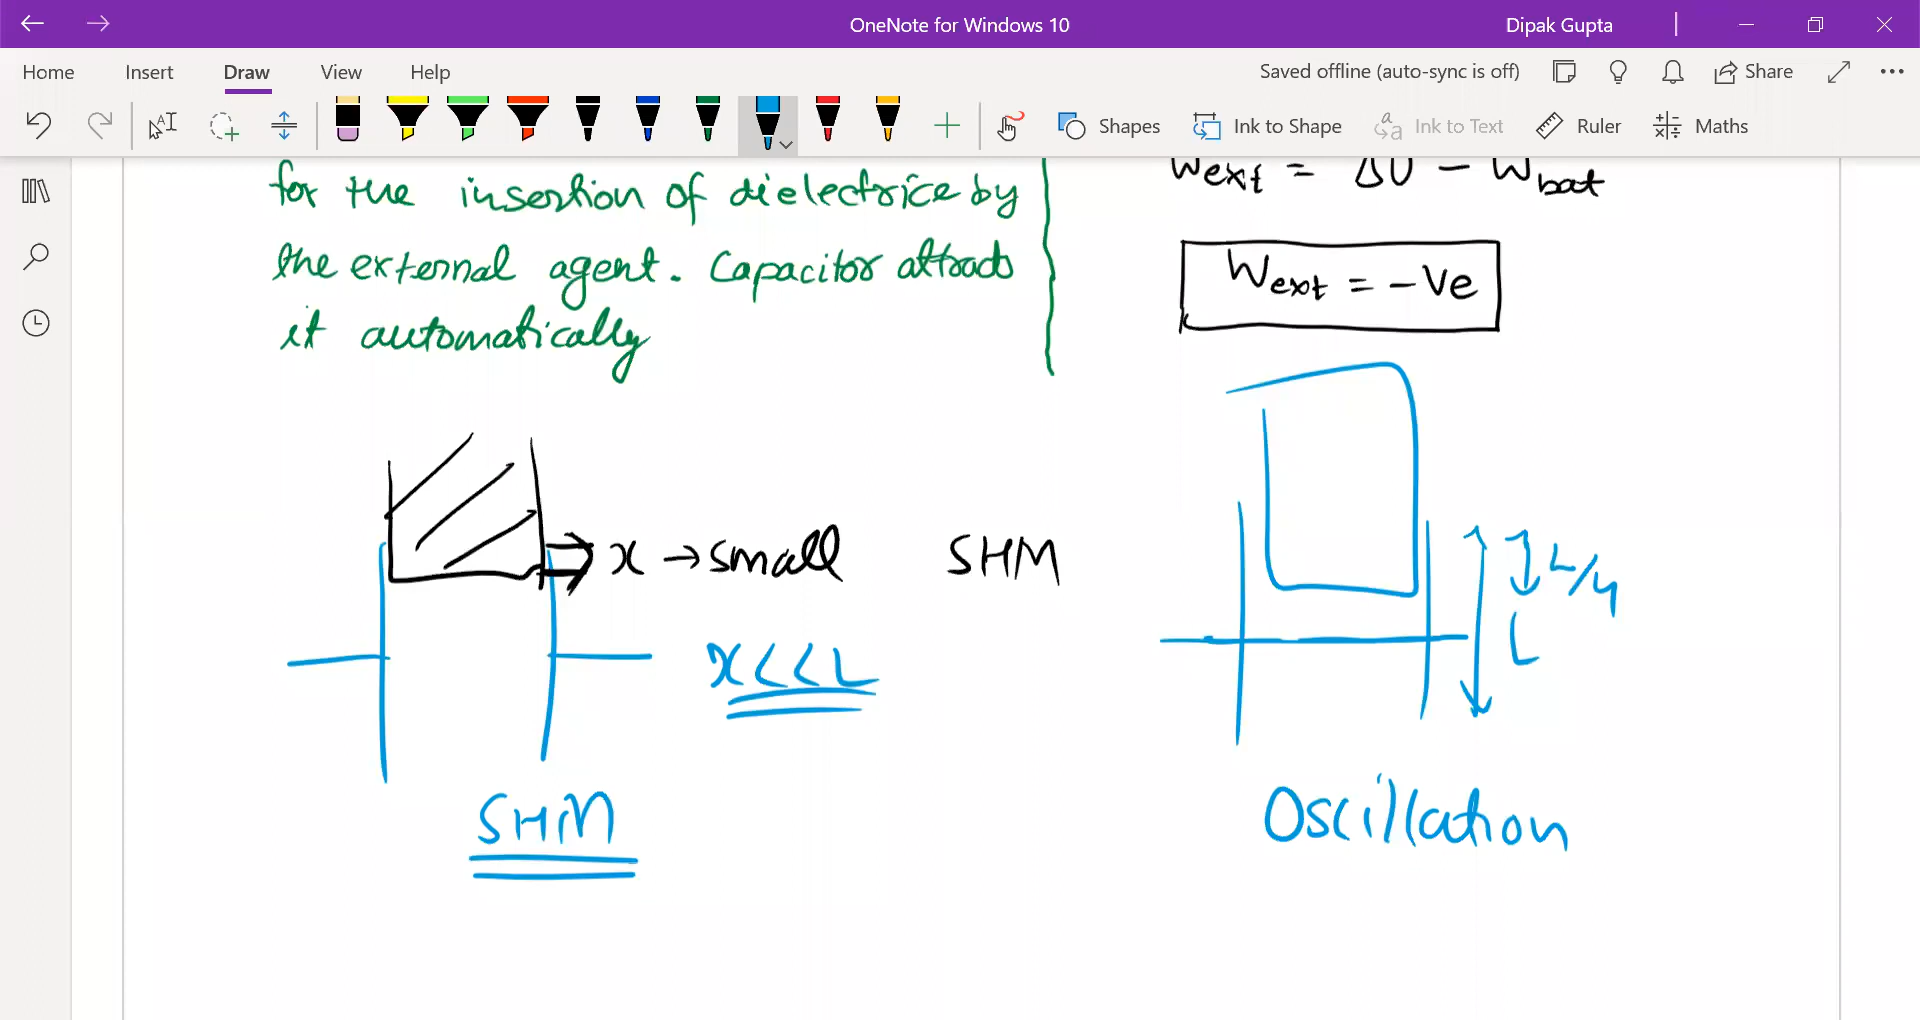 OneNote for Windows 10
Dipak Gupta
Home Insert Draw View Help
Saved offline (auto-sync is off)
Share
Shapes
Ink to Shape
Ink to Text
Ruler
Maths
for the insertion of dielectrice by
the external agent. Capacitor attracts
it automatically
Wext = ΔU - Wbat
Wext = -ve
x → small
SHM
x<<L
SHM
L/4
L
Oscillation